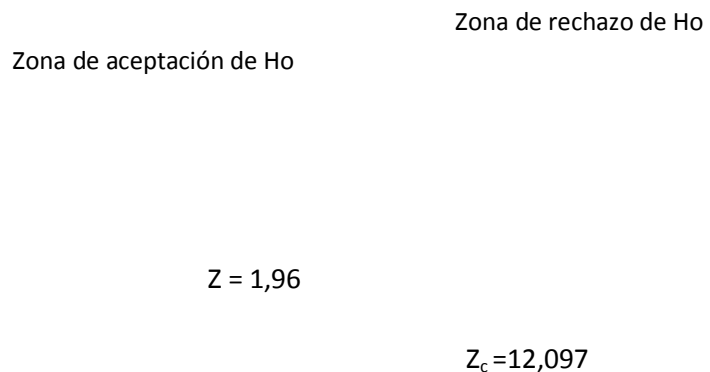 Zona de rechazo de Ho
Zona de aceptación de Ho
Z = 1,96
Zc =12,097